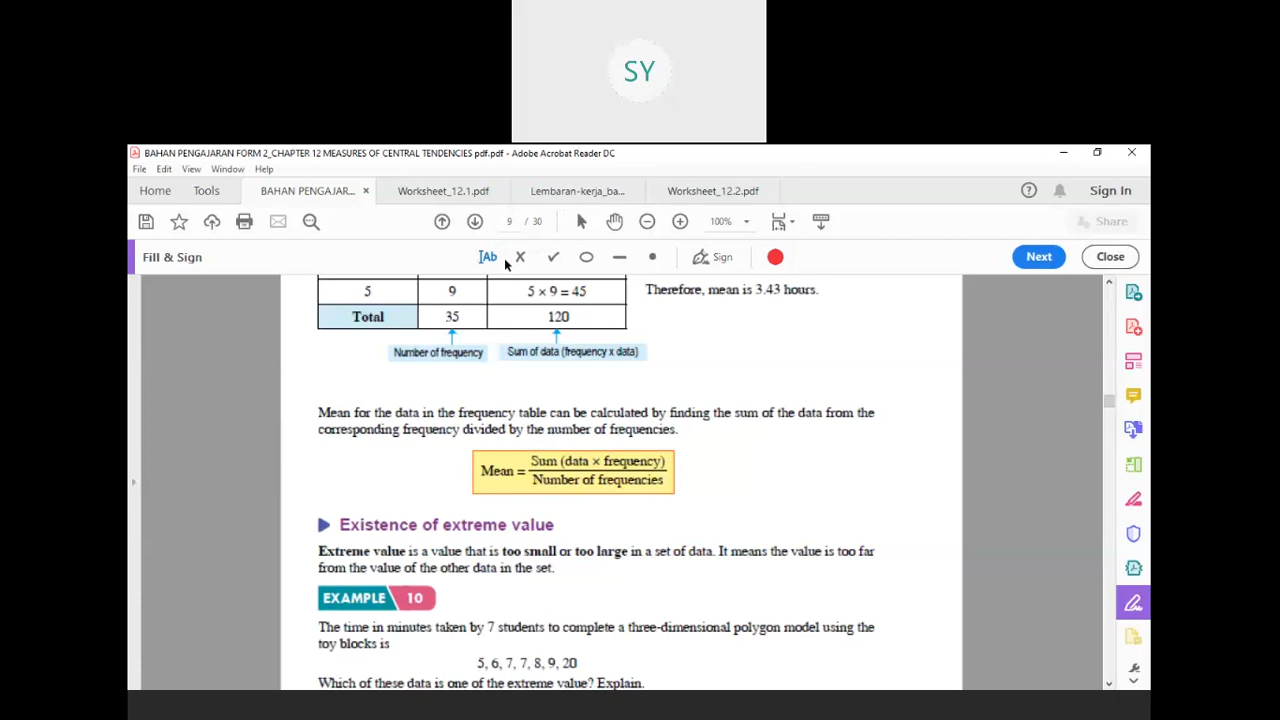 SY
BAHAN PENGAJARAN FORM 2_CHAPTER 12 MEASURES OF CENTRAL TENDENCIES pdf.pdf - Adobe Acrobat Reader DC
File Edit View Window Help
Home Tools BAHAN PENGAJAR... × Worksheet_12.1.pdf Lembaran-kerja_ba... Worksheet_12.2.pdf Sign In
9 / 30 100% Share
Fill & Sign Ab Sign Next Close
5 9 5 × 9 = 45 Therefore, mean is 3.43 hours.
Total 35 120
Number of frequency Sum of data (frequency x data)
Mean for the data in the frequency table can be calculated by finding the sum of the data from the
corresponding frequency divided by the number of frequencies.
Mean = Sum (data × frequency)
Number of frequencies
Existence of extreme value
Extreme value is a value that is too small or too large in a set of data. It means the value is too far
from the value of the other data in the set.
EXAMPLE 10
The time in minutes taken by 7 students to complete a three-dimensional polygon model using the
toy blocks is
5, 6, 7, 7, 8, 9, 20
Which of these data is one of the extreme value? Explain.